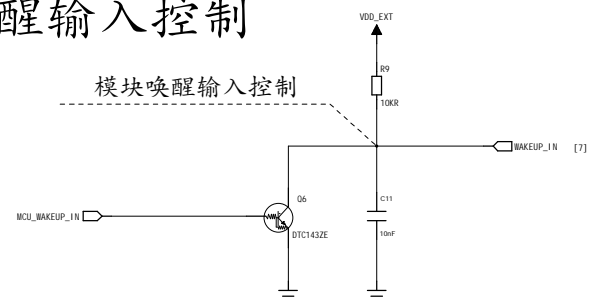 醒输入控制
VDD_EXT
R9
模块唤醒输入控制
10KR
WAKEUP_IN [7]
Q6
C11
MCU_WAKEUP_IN
DTC143ZE
10nF